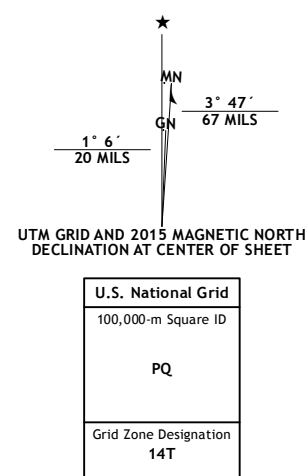 ★
MN
3° 47´
67 MILS
GN
1° 6´
20 MILS
UTM GRID AND 2015 MAGNETIC NORTH
DECLINATION AT CENTER OF SHEET
U.S. National Grid
100,000-m Square ID
PQ
Grid Zone Designation
14T